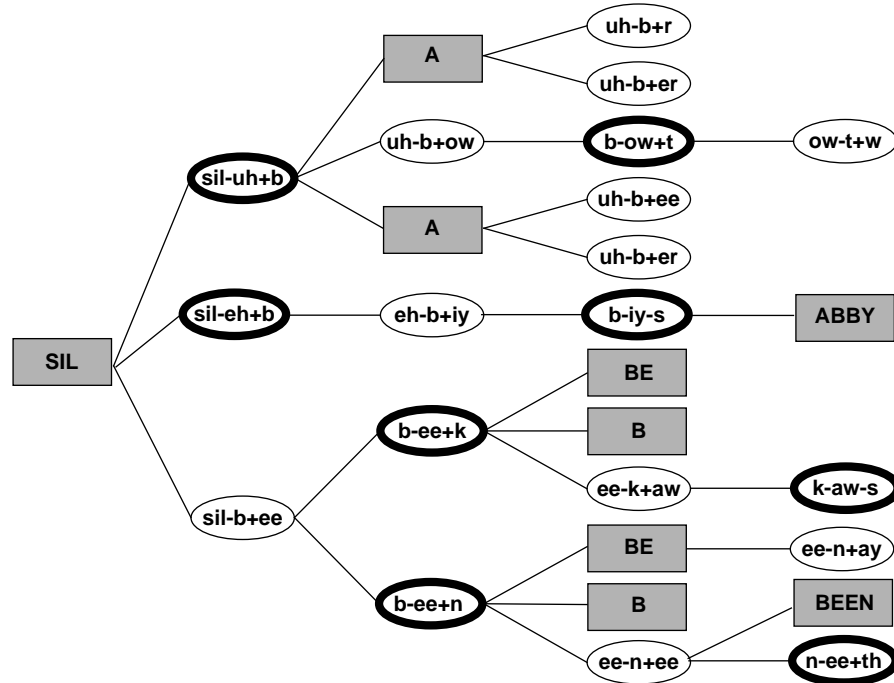 uh-b+r
A
uh-b+er
uh-b+ow
b-ow+t
ow-t+w
sil-uh+b
uh-b+ee
A
uh-b+er
sil-eh+b
eh-b+iy
b-iy-s
ABBY
SIL
BE
b-ee+k
B
ee-k+aw
k-aw-s
sil-b+ee
BE
ee-n+ay
b-ee+n
B
BEEN
ee-n+ee
n-ee+th